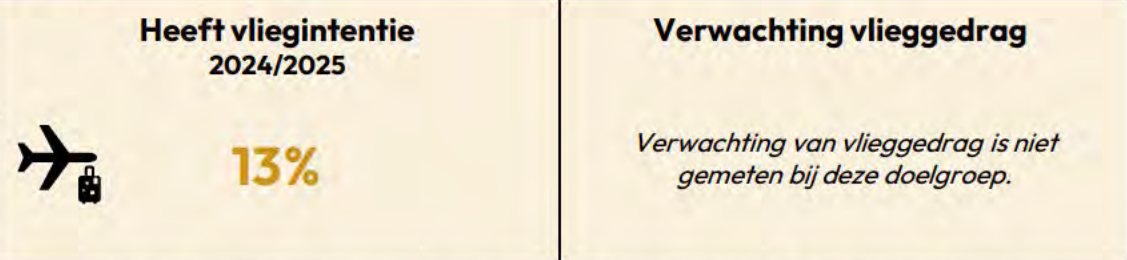 Heeft vliegintentie
2024/2025
13%
Verwachting vlieggedrag
Verwachting van vlieggedrag is niet
gemeten bij deze doelgroep.